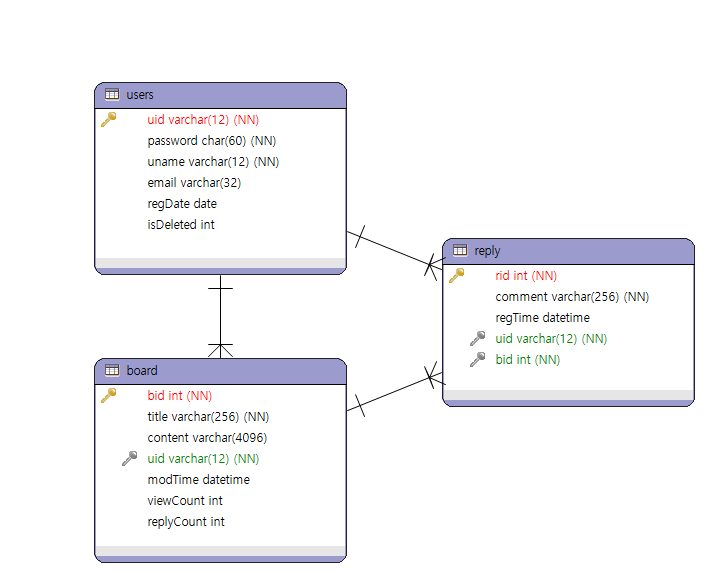 users
uid varchar(12) (NN)
password char(60) (NN)
uname varchar(12) (NN)
email varchar(32)
regDate date
isDeleted int
reply
rid int (NN)
comment varchar(256) (NN)
regTime datetime
uid varchar(12) (NN)
bid int (NN)
board
bid int (NN)
title varchar(256) (NN)
content varchar(4096)
uid varchar(12) (NN)
modTime datetime
viewCount int
replyCount int